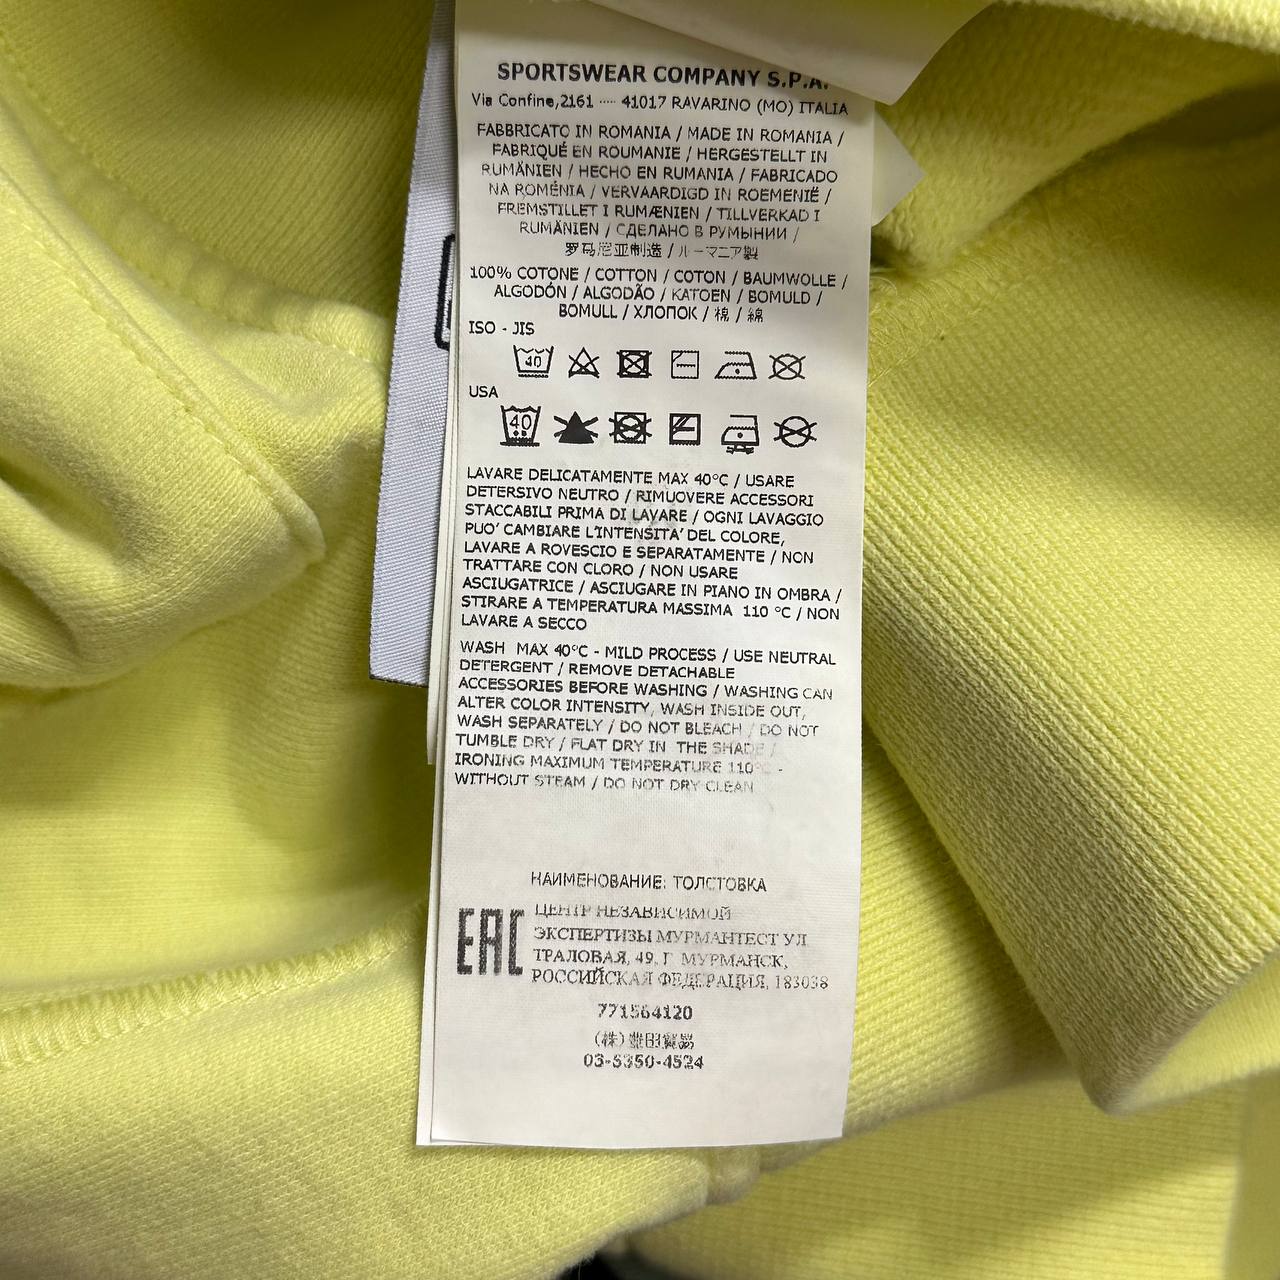 SPORTSWEAR COMPANY S.P.A.
Via Confine,2161 ····· 41017 RAVARINO (MO) ITALIA
FABBRICATO IN ROMANIA / MADE IN ROMANIA /
FABRIQUÉ EN ROUMANIE / HERGESTELLT IN
RUMÄNIEN / HECHO EN RUMANIA / FABRICADO
NA ROMÉNIA / VERVAARDIGD IN ROEMENIË /
FREMSTILLET I RUMÆNIEN / TILLVERKAD I
RUMÄNIEN / СДЕЛАНО В РУМЫНИИ /
罗马尼亚制造 / ルーマニア製
100% COTONE / COTTON / COTON / BAUMWOLLE /
ALGODÓN / ALGODÃO / KATOEN / BOMULD /
BOMULL / ХЛОПОК / 棉 / 綿
ISO - JIS
40
USA
40
LAVARE DELICATAMENTE MAX 40°C / USARE
DETERSIVO NEUTRO / RIMUOVERE ACCESSORI
STACCABILI PRIMA DI LAVARE / OGNI LAVAGGIO
PUO' CAMBIARE L'INTENSITA' DEL COLORE,
LAVARE A ROVESCIO E SEPARATAMENTE / NON
TRATTARE CON CLORO / NON USARE
ASCIUGATRICE / ASCIUGARE IN PIANO IN OMBRA /
STIRARE A TEMPERATURA MASSIMA 110 °C / NON
LAVARE A SECCO
WASH MAX 40°C - MILD PROCESS / USE NEUTRAL
DETERGENT / REMOVE DETACHABLE
ACCESSORIES BEFORE WASHING / WASHING CAN
ALTER COLOR INTENSITY, WASH INSIDE OUT,
WASH SEPARATELY / DO NOT BLEACH / DO NOT
TUMBLE DRY / FLAT DRY IN THE SHADE /
IRONING MAXIMUM TEMPERATURE 110°C -
WITHOUT STEAM / DO NOT DRY CLEAN
НАИМЕНОВАНИЕ: ТОЛСТОВКА
EAC
ЦЕНТР НЕЗАВИСИМОЙ
ЭКСПЕРТИЗЫ МУРМАНТЕСТ УЛ
ТРАЛОВАЯ, 49, Г. МУРМАНСК,
РОССИЙСКАЯ ФЕДЕРАЦИЯ, 183038
771564120
(株)豊田貿易
03-5350-4524